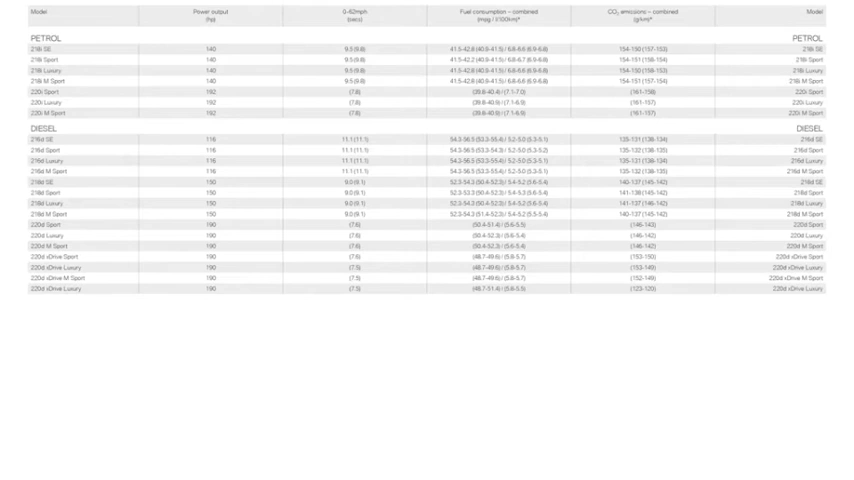 Model Power output (hp) 0-62mph (secs) Fuel consumption – combined (mpg / l/100km)* CO₂ emissions – combined (g/km)* Model
PETROL PETROL
218i SE 140 9.5 (9.8) 41.5-42.8 (40.9-41.5) / 6.8-6.6 (6.9-6.8) 154-150 (157-153) 218i SE
218i Sport 140 9.5 (9.8) 41.5-42.2 (40.9-41.5) / 6.8-6.7 (6.9-6.8) 154-151 (158-154) 218i Sport
218i Luxury 140 9.5 (9.8) 41.5-42.8 (40.9-41.5) / 6.8-6.6 (6.9-6.8) 154-150 (158-153) 218i Luxury
218i M Sport 140 9.5 (9.8) 41.5-42.8 (40.9-41.5) / 6.8-6.6 (6.9-6.8) 154-151 (157-154) 218i M Sport
220i Sport 192 (7.8) (39.8-40.4) / (7.1-7.0) (161-158) 220i Sport
220i Luxury 192 (7.8) (39.8-40.9) / (7.1-6.9) (161-157) 220i Luxury
220i M Sport 192 (7.8) (39.8-40.9) / (7.1-6.9) (161-157) 220i M Sport
DIESEL DIESEL
216d SE 116 11.1 (11.1) 54.3-56.5 (53.3-55.4) / 5.2-5.0 (5.3-5.1) 135-131 (138-134) 216d SE
216d Sport 116 11.1 (11.1) 54.3-56.5 (53.3-54.3) / 5.2-5.0 (5.3-5.2) 135-132 (138-135) 216d Sport
216d Luxury 116 11.1 (11.1) 54.3-56.5 (53.3-55.4) / 5.2-5.0 (5.3-5.1) 135-131 (138-134) 216d Luxury
216d M Sport 116 11.1 (11.1) 54.3-56.5 (53.3-55.4) / 5.2-5.0 (5.3-5.1) 135-132 (138-135) 216d M Sport
218d SE 150 9.0 (9.1) 52.3-54.3 (50.4-52.3) / 5.4-5.2 (5.6-5.4) 140-137 (145-142) 218d SE
218d Sport 150 9.0 (9.1) 52.3-53.3 (50.4-52.3) / 5.4-5.3 (5.6-5.4) 141-138 (145-142) 218d Sport
218d Luxury 150 9.0 (9.1) 52.3-54.3 (50.4-52.3) / 5.4-5.2 (5.6-5.4) 141-137 (146-142) 218d Luxury
218d M Sport 150 9.0 (9.1) 52.3-54.3 (51.4-52.3) / 5.4-5.2 (5.5-5.4) 140-137 (145-142) 218d M Sport
220d Sport 190 (7.6) (50.4-51.4) / (5.6-5.5) (146-143) 220d Sport
220d Luxury 190 (7.6) (50.4-52.3) / (5.6-5.4) (146-142) 220d Luxury
220d M Sport 190 (7.6) (50.4-52.3) / (5.6-5.4) (146-142) 220d M Sport
220d xDrive Sport 190 (7.6) (48.7-49.6) / (5.8-5.7) (153-150) 220d xDrive Sport
220d xDrive Luxury 190 (7.5) (48.7-49.6) / (5.8-5.7) (153-149) 220d xDrive Luxury
220d xDrive M Sport 190 (7.5) (48.7-49.6) / (5.8-5.7) (152-149) 220d xDrive M Sport
220d xDrive Luxury 190 (7.5) (48.7-51.4) / (5.8-5.5) (123-120) 220d xDrive Luxury